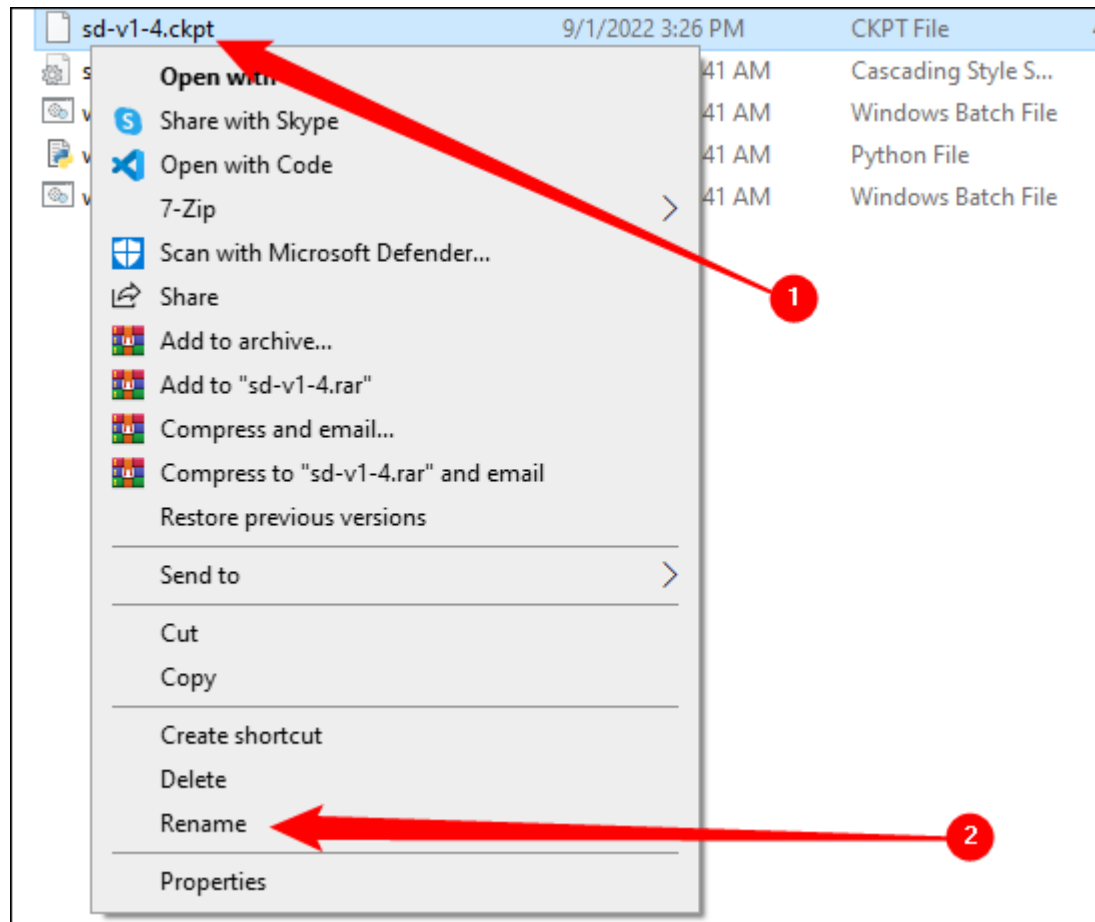 sd-v1-4.ckpt 9/1/2022 3:26 PM CKPT File
s 41 AM Cascading Style S...
v 41 AM Windows Batch File
v 41 AM Python File
v 41 AM Windows Batch File
Open with
Share with Skype
Open with Code
7-Zip
Scan with Microsoft Defender...
1
Share
Add to archive...
Add to "sd-v1-4.rar"
Compress and email...
Compress to "sd-v1-4.rar" and email
Restore previous versions
Send to
Cut
Copy
Create shortcut
Delete
Rename
2
Properties